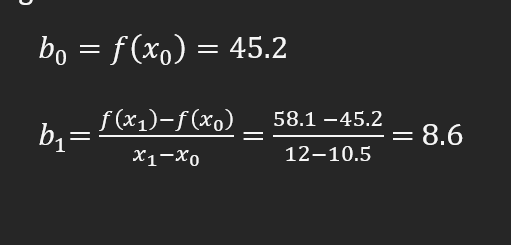 b₀ = f(x₀) = 45.2
b₁= f(x₁)−f(x₀) / x₁−x₀ = 58.1 −45.2 / 12−10.5 = 8.6